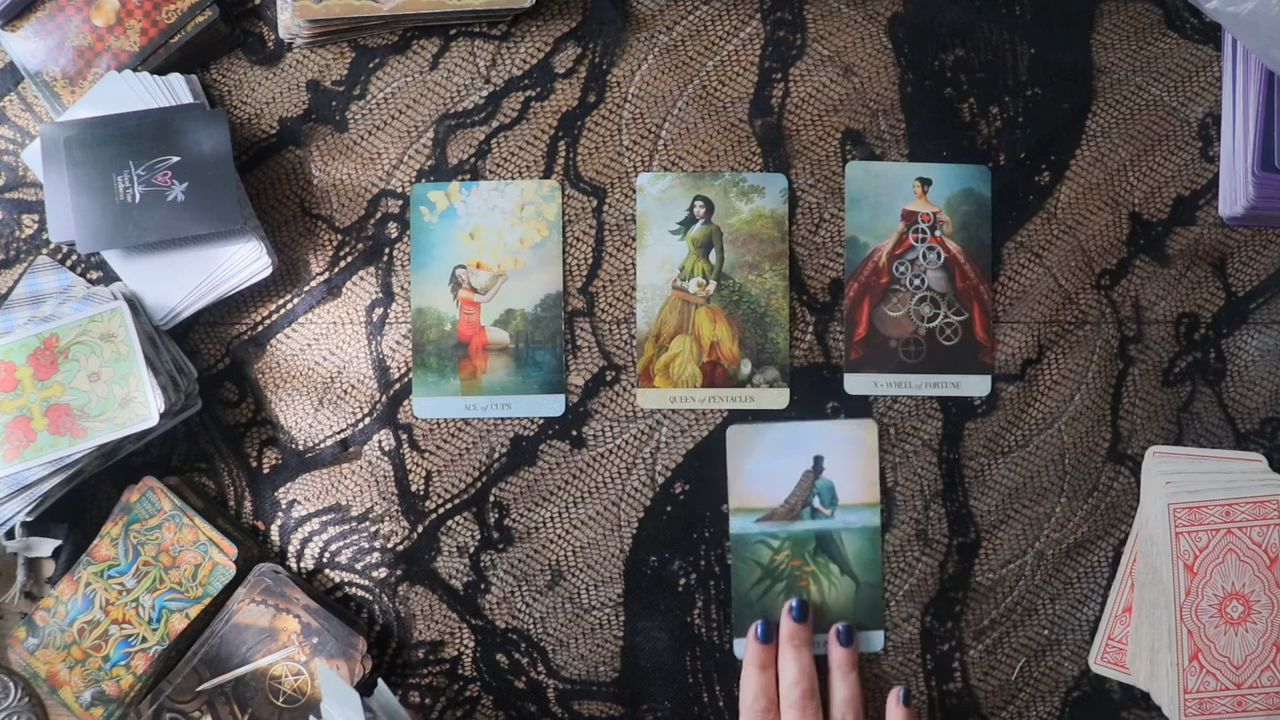 ACE of CUPS
QUEEN of PENTACLES
X • WHEEL of FORTUNE